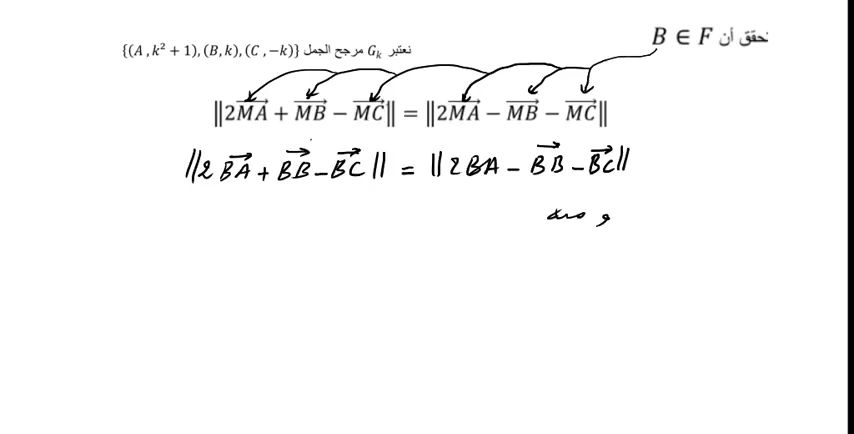 تحقق أن B ∈ F
نعتبر G_k مرجح الجمل {(A , k² + 1), (B, k), (C , −k)}
‖2MA⃗ + MB⃗ − MC⃗‖ = ‖2MA⃗ − MB⃗ − MC⃗‖
‖2BA⃗ + BB⃗ − BC⃗‖ = ‖2BA − BB⃗ − BC⃗‖
و منه